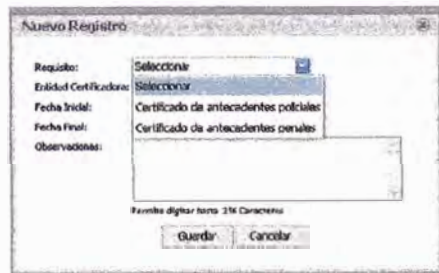 Nuevo Registro
Requisito: Seleccionar
Entidad Certificadora: Seleccionar
Fecha Inicial: Certificado de antecedentes policiales
Fecha Final: Certificado de antecedentes penales
Observaciones:
Permite digitar hasta 256 Caracteres
Guardar Cancelar